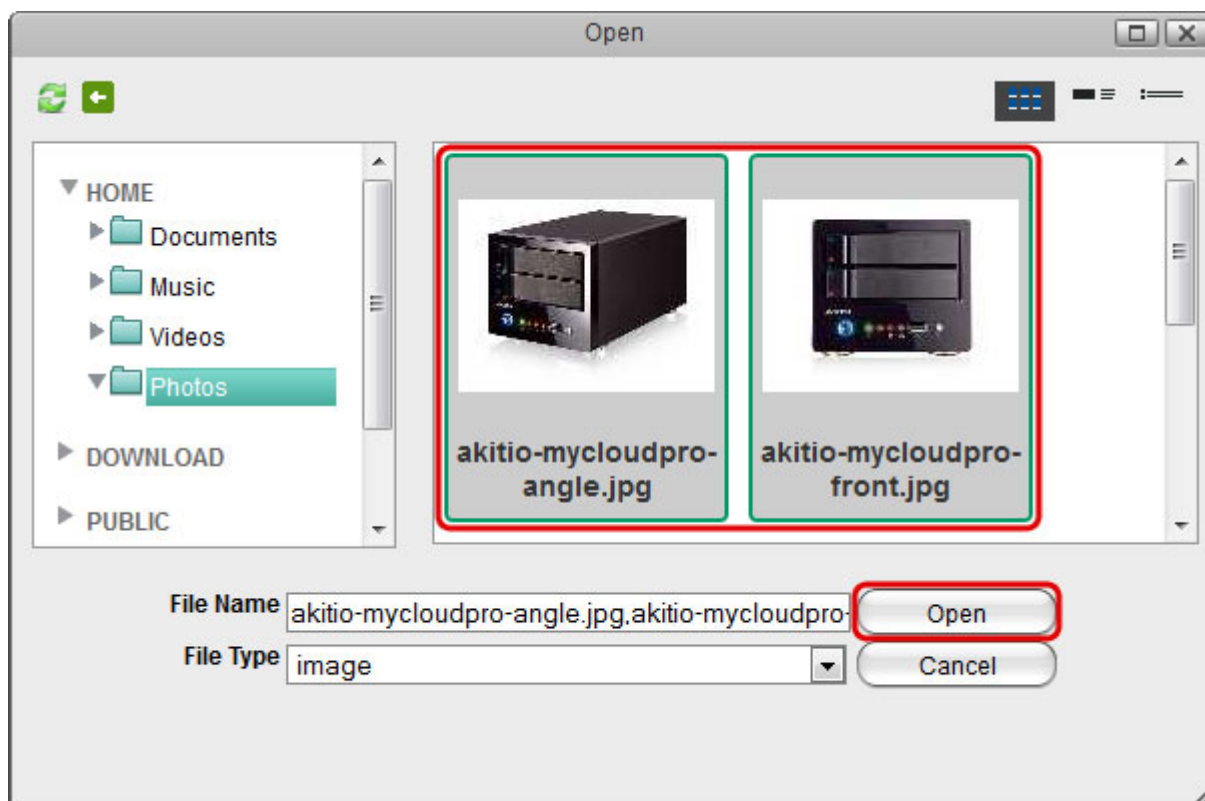 Open
HOME
Documents
Music
Videos
Photos
DOWNLOAD
PUBLIC
akitio-mycloudpro-
angle.jpg
akitio-mycloudpro-
front.jpg
File Name akitio-mycloudpro-angle.jpg,akitio-mycloudpro- Open
File Type image Cancel